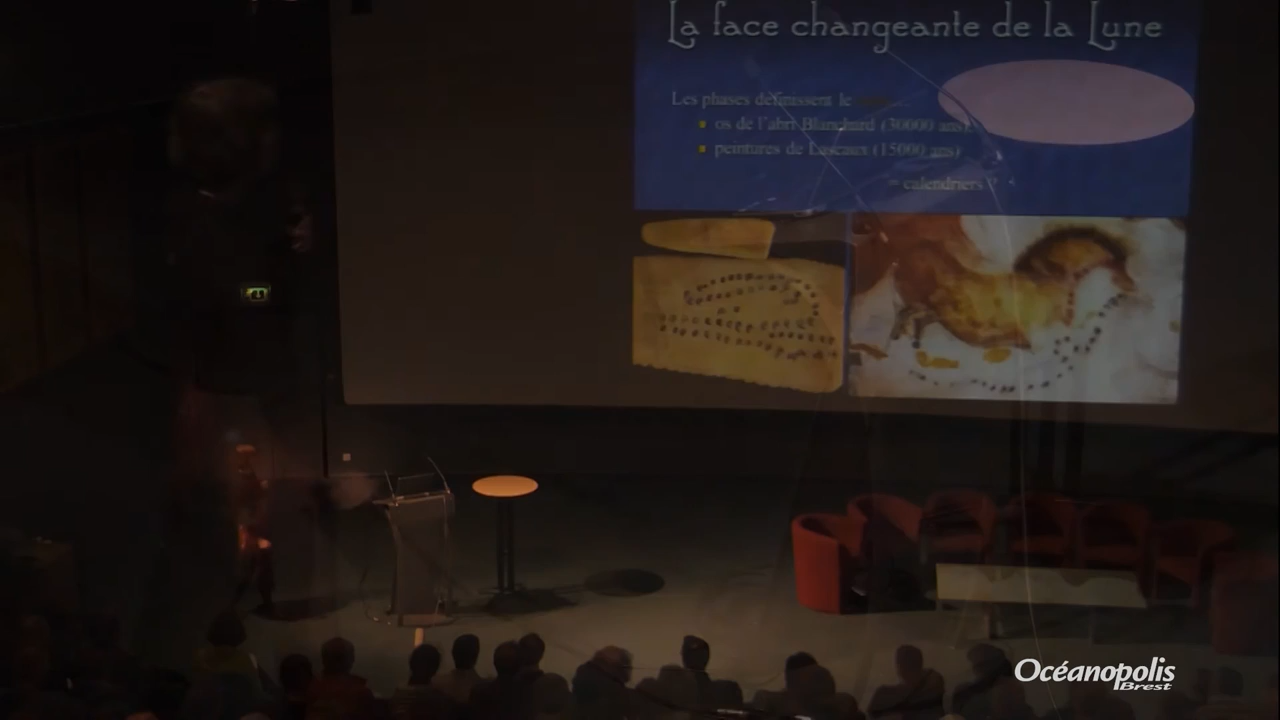 La face changeante de la Lune
Les phases définissent le
os de l'abri Blanchard (30000 ans)
peintures de Lascaux (15000 ans)
= calendriers ?
Océanopolis
Brest